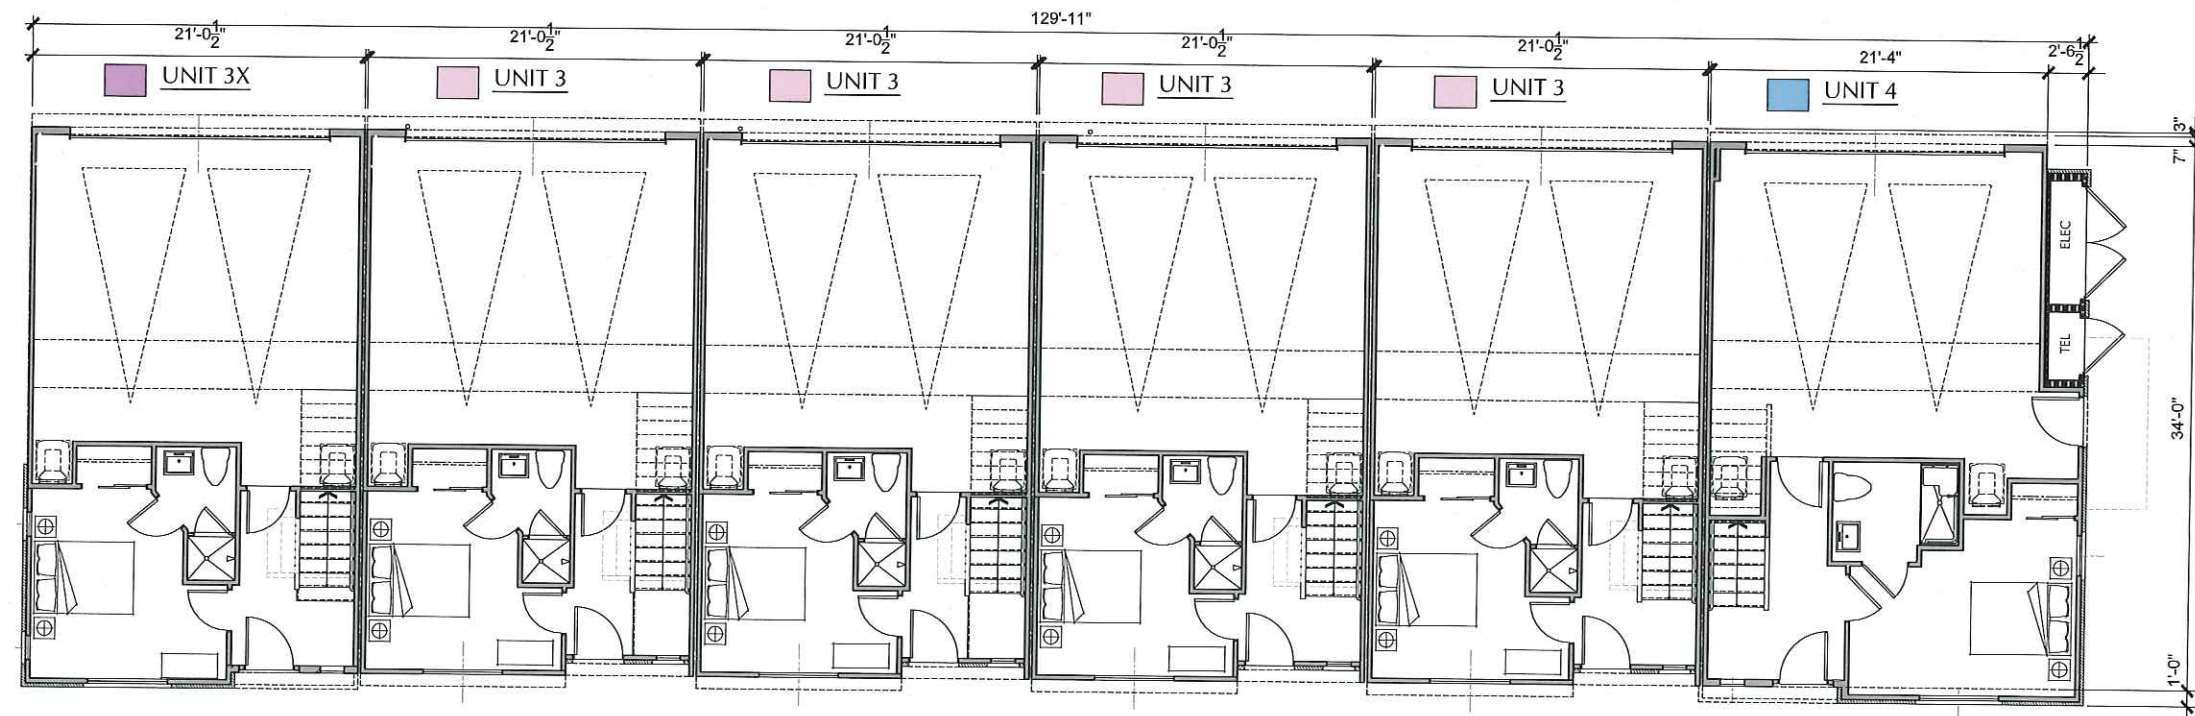 129'-11"
21'-0 1/2"
21'-0 1/2"
21'-0 1/2"
21'-0 1/2"
21'-0 1/2"
21'-4"
2'-6 1/2"
UNIT 3X
UNIT 3
UNIT 3
UNIT 3
UNIT 3
UNIT 4
3"
7"
ELEC
TEL
34'-0"
1'-0"